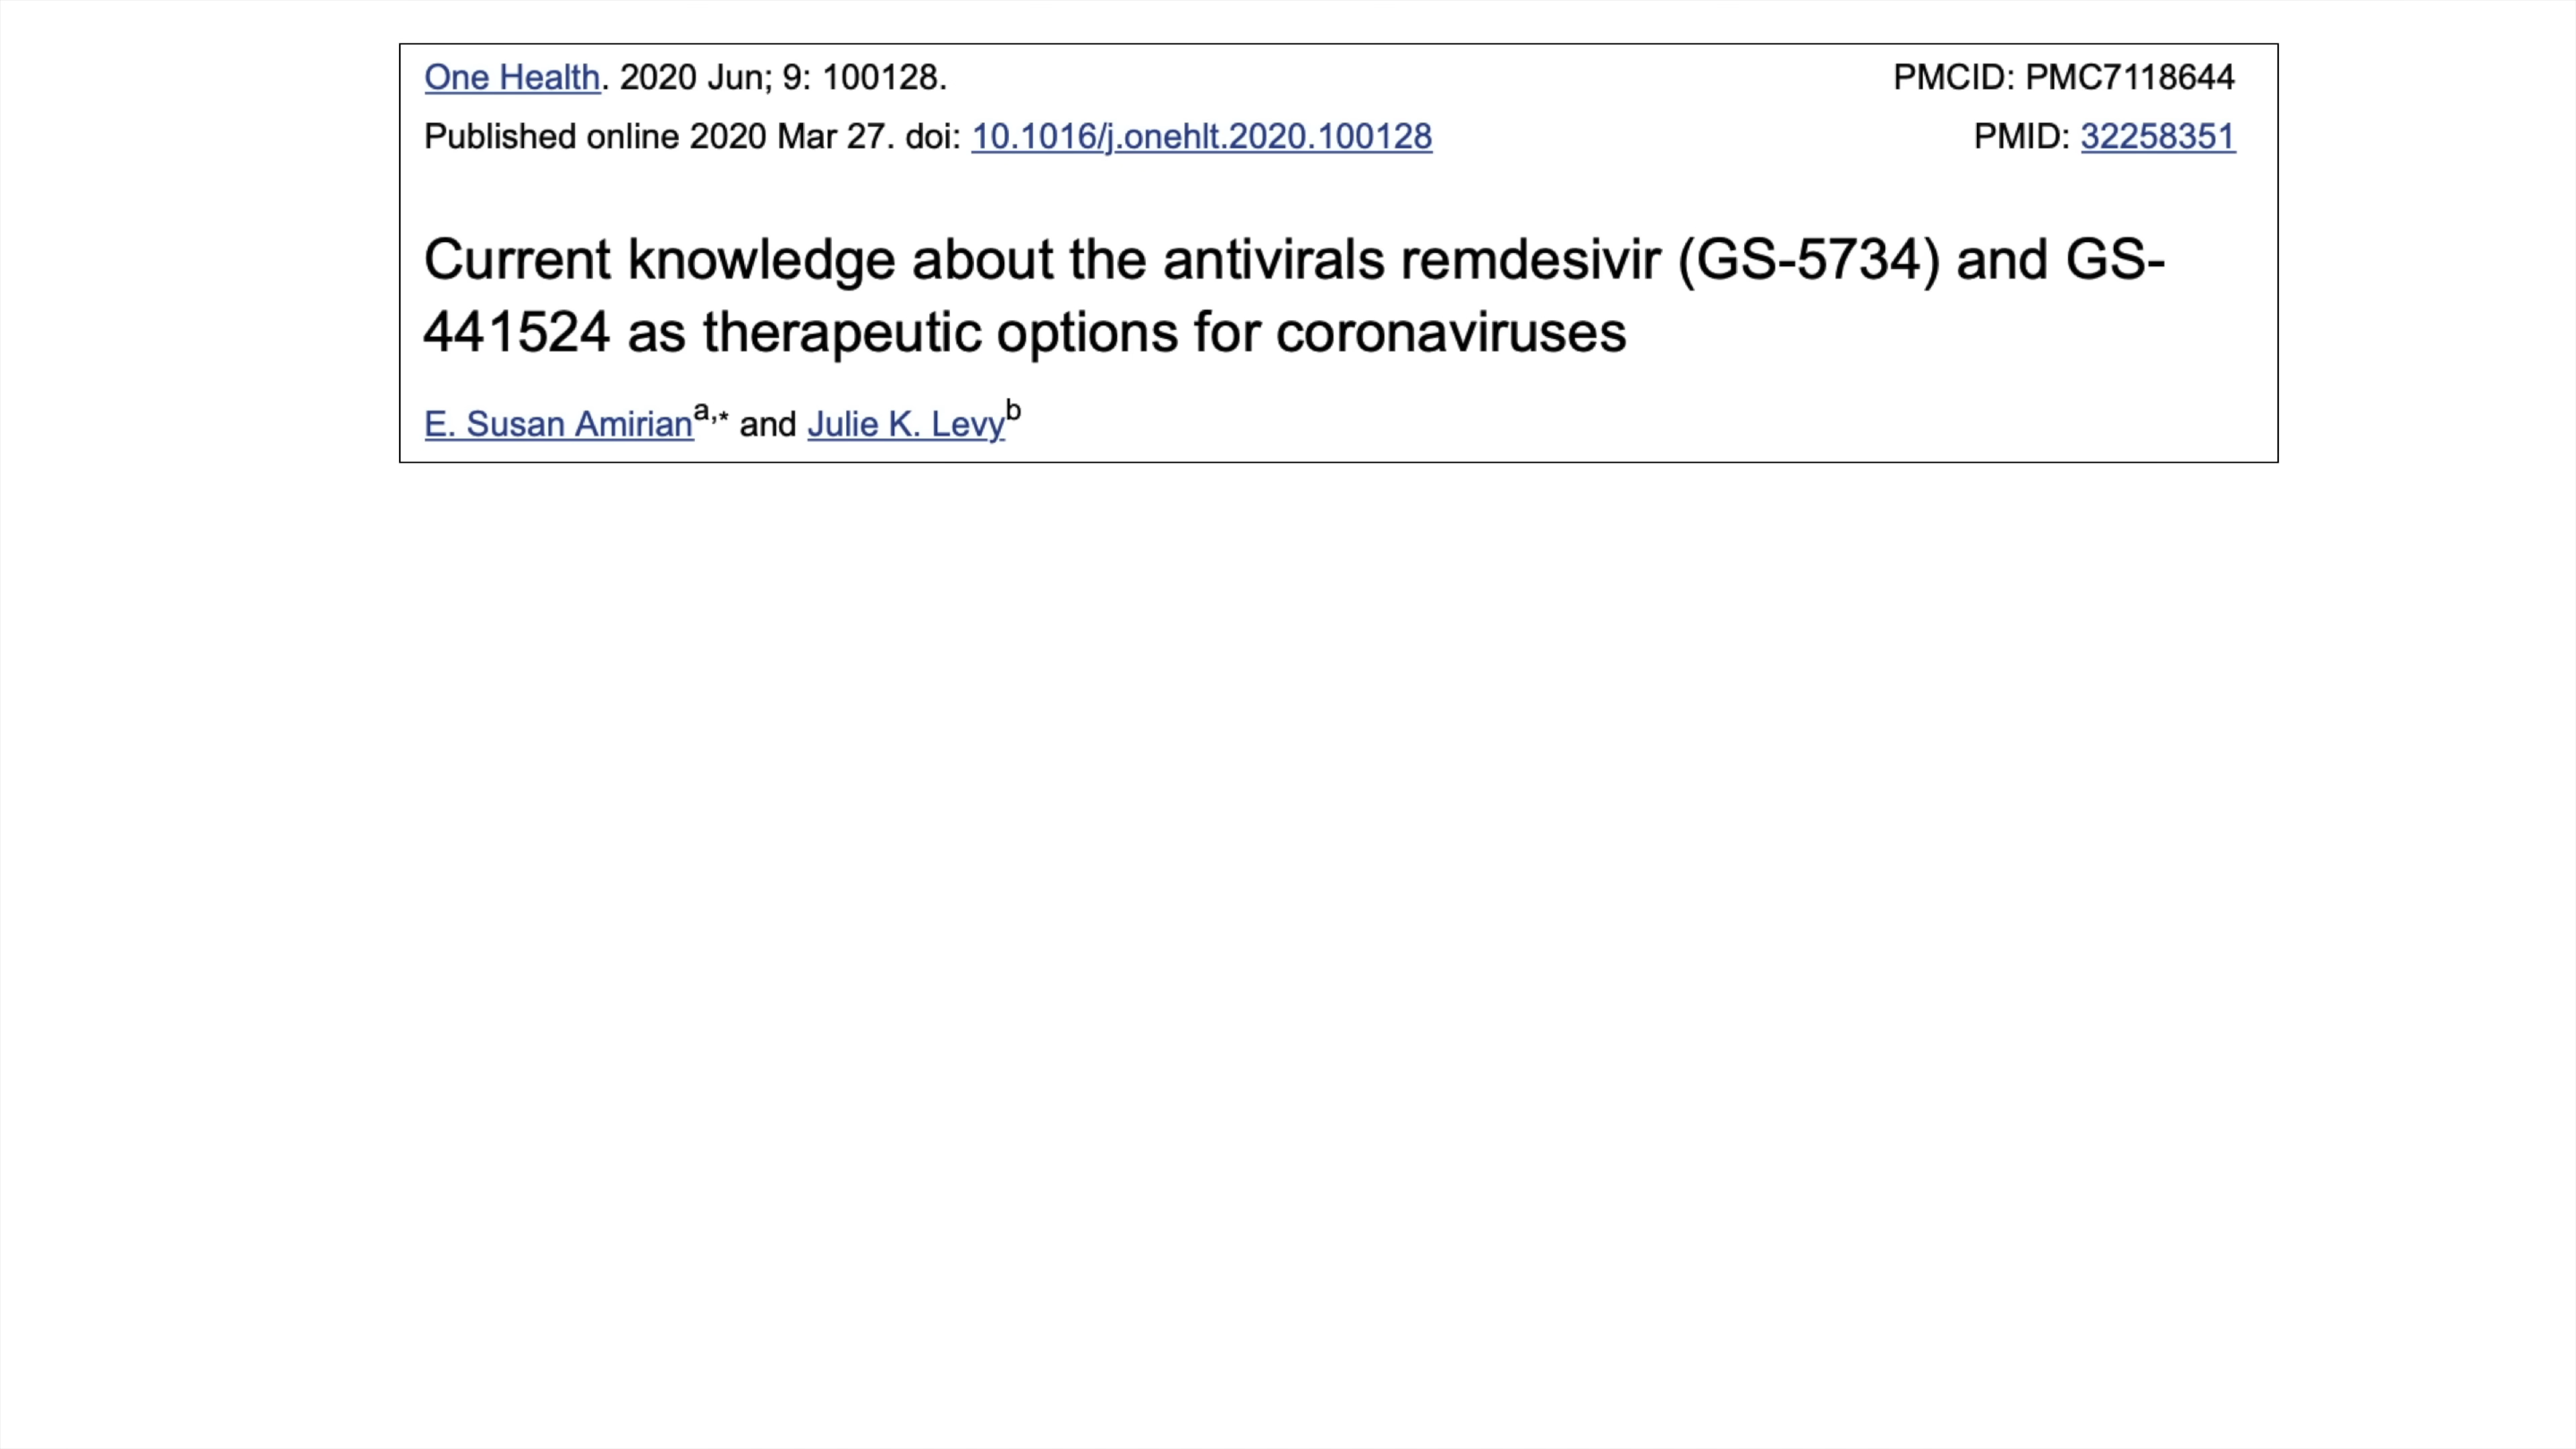 One Health. 2020 Jun; 9: 100128.
PMCID: PMC7118644
Published online 2020 Mar 27. doi: 10.1016/j.onehlt.2020.100128
PMID: 32258351
Current knowledge about the antivirals remdesivir (GS-5734) and GS-
441524 as therapeutic options for coronaviruses
E. Susan Amirian a,* and Julie K. Levy b